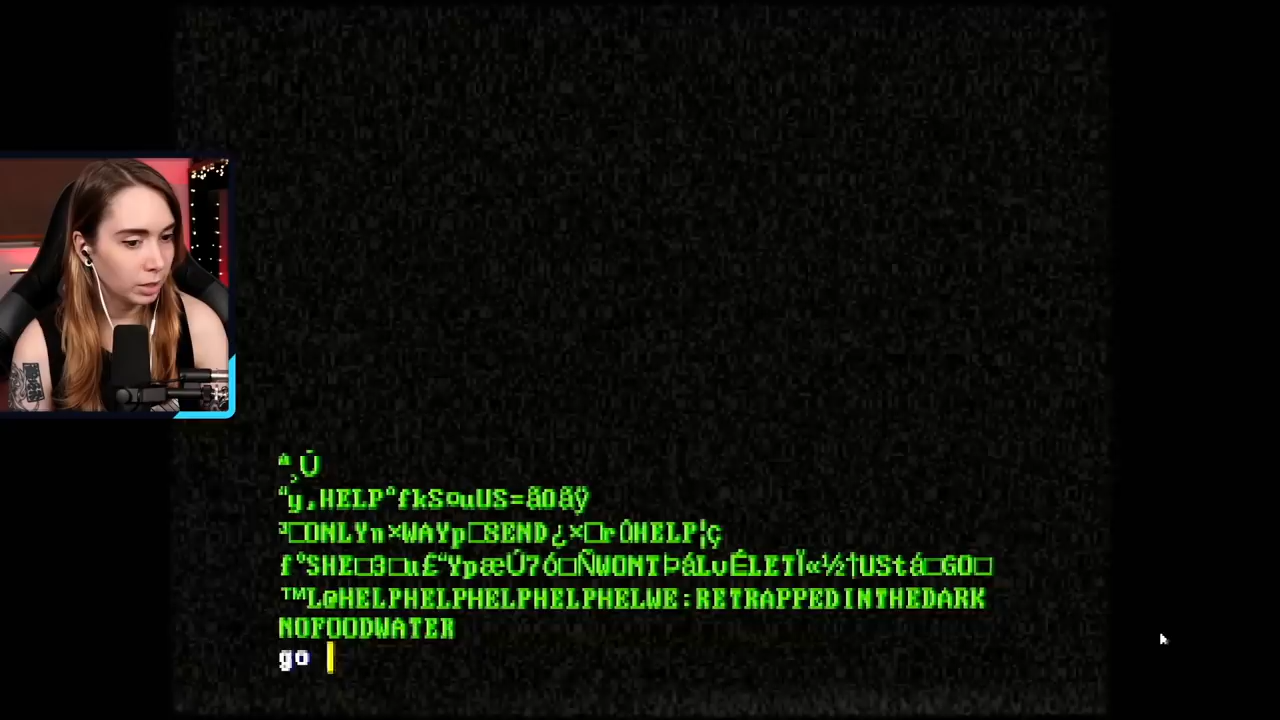 ª¸Ú
“y‚HELP°fkS¤uUS=ãOãÿ
³□ONLYn×WAYp□SEND¿×□rÛHELP¦ç
f°SHE□3□u£“YpæÚ7ó□ÑWONTÞáLvÉLETÏ«½†UStá□GO□
™L@HELPHELPHELPHELPHELWE:RETRAPPEDINTHEDARK
NOFOODWATER
go